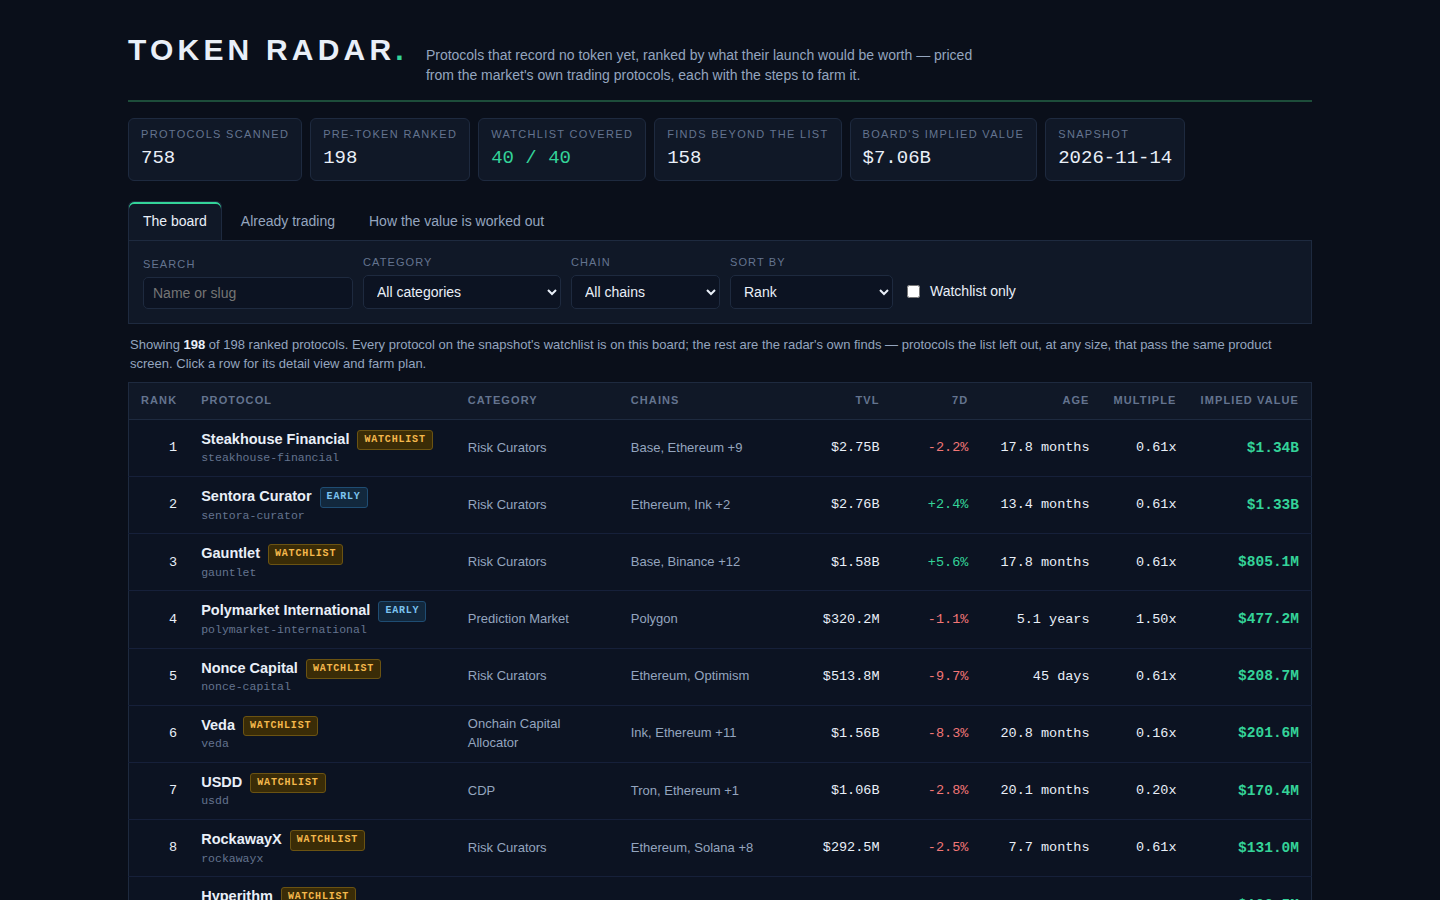 TOKEN RADAR.
Protocols that record no token yet, ranked by what their launch would be worth — priced
from the market's own trading protocols, each with the steps to farm it.
PROTOCOLS SCANNED
758
PRE-TOKEN RANKED
198
WATCHLIST COVERED
40 / 40
FINDS BEYOND THE LIST
158
BOARD'S IMPLIED VALUE
$7.06B
SNAPSHOT
2026-11-14
The board Already trading How the value is worked out
SEARCH CATEGORY CHAIN SORT BY
Name or slug All categories All chains Rank Watchlist only
Showing 198 of 198 ranked protocols. Every protocol on the snapshot's watchlist is on this board; the rest are the radar's own finds — protocols the list left out, at any size, that pass the same product
screen. Click a row for its detail view and farm plan.
RANK PROTOCOL CATEGORY CHAINS TVL 7D AGE MULTIPLE IMPLIED VALUE
1 Steakhouse Financial WATCHLIST Risk Curators Base, Ethereum +9 $2.75B -2.2% 17.8 months 0.61x $1.34B
steakhouse-financial
2 Sentora Curator EARLY Risk Curators Ethereum, Ink +2 $2.76B +2.4% 13.4 months 0.61x $1.33B
sentora-curator
3 Gauntlet WATCHLIST Risk Curators Base, Binance +12 $1.58B +5.6% 17.8 months 0.61x $805.1M
gauntlet
4 Polymarket International EARLY Prediction Market Polygon $320.2M -1.1% 5.1 years 1.50x $477.2M
polymarket-international
5 Nonce Capital WATCHLIST Risk Curators Ethereum, Optimism $513.8M -9.7% 45 days 0.61x $208.7M
nonce-capital
6 Veda WATCHLIST Onchain Capital Allocator Ink, Ethereum +11 $1.56B -8.3% 20.8 months 0.16x $201.6M
veda
7 USDD WATCHLIST CDP Tron, Ethereum +1 $1.06B -2.8% 20.1 months 0.20x $170.4M
usdd
8 RockawayX WATCHLIST Risk Curators Ethereum, Solana +8 $292.5M -2.5% 7.7 months 0.61x $131.0M
rockawayx
Hyperithm WATCHLIST